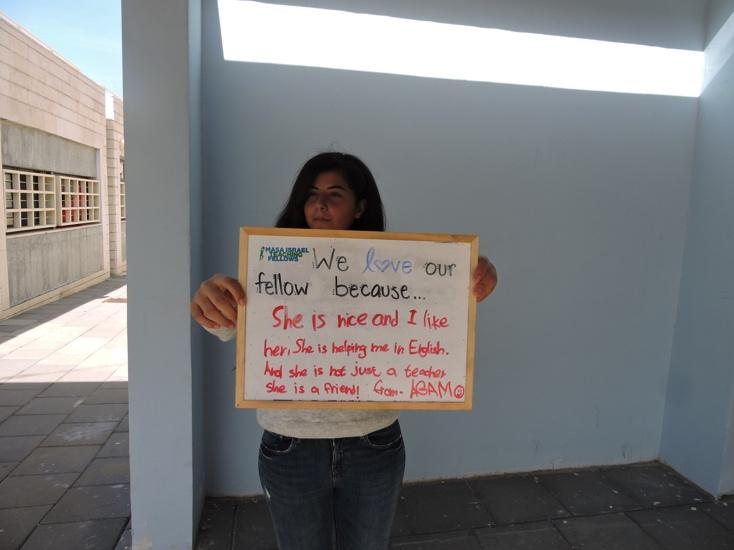 MASA ISRAEL
TEACHING
FELLOWS
We love our
fellow because...
She is nice and I like
her, She is helping me in English.
And she is not just a teacher
she is a friend! from- AGAM